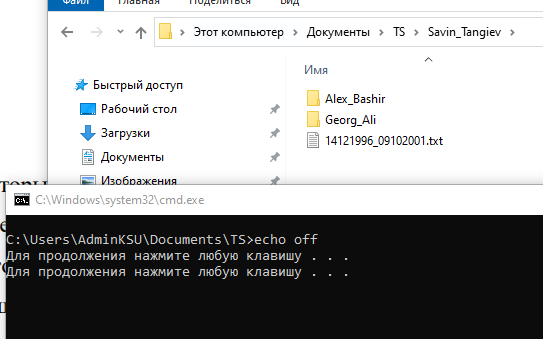 Главная
Поделиться
Вид
Этот компьютер > Документы > TS > Savin_Tangiev >
Быстрый доступ
Рабочий стол
Загрузки
Документы
Изображения
Имя
Alex_Bashir
Georg_Ali
14121996_09102001.txt
C:\Windows\system32\cmd.exe
C:\Users\AdminKSU\Documents\TS>echo off
Для продолжения нажмите любую клавишу . . .
Для продолжения нажмите любую клавишу . . .